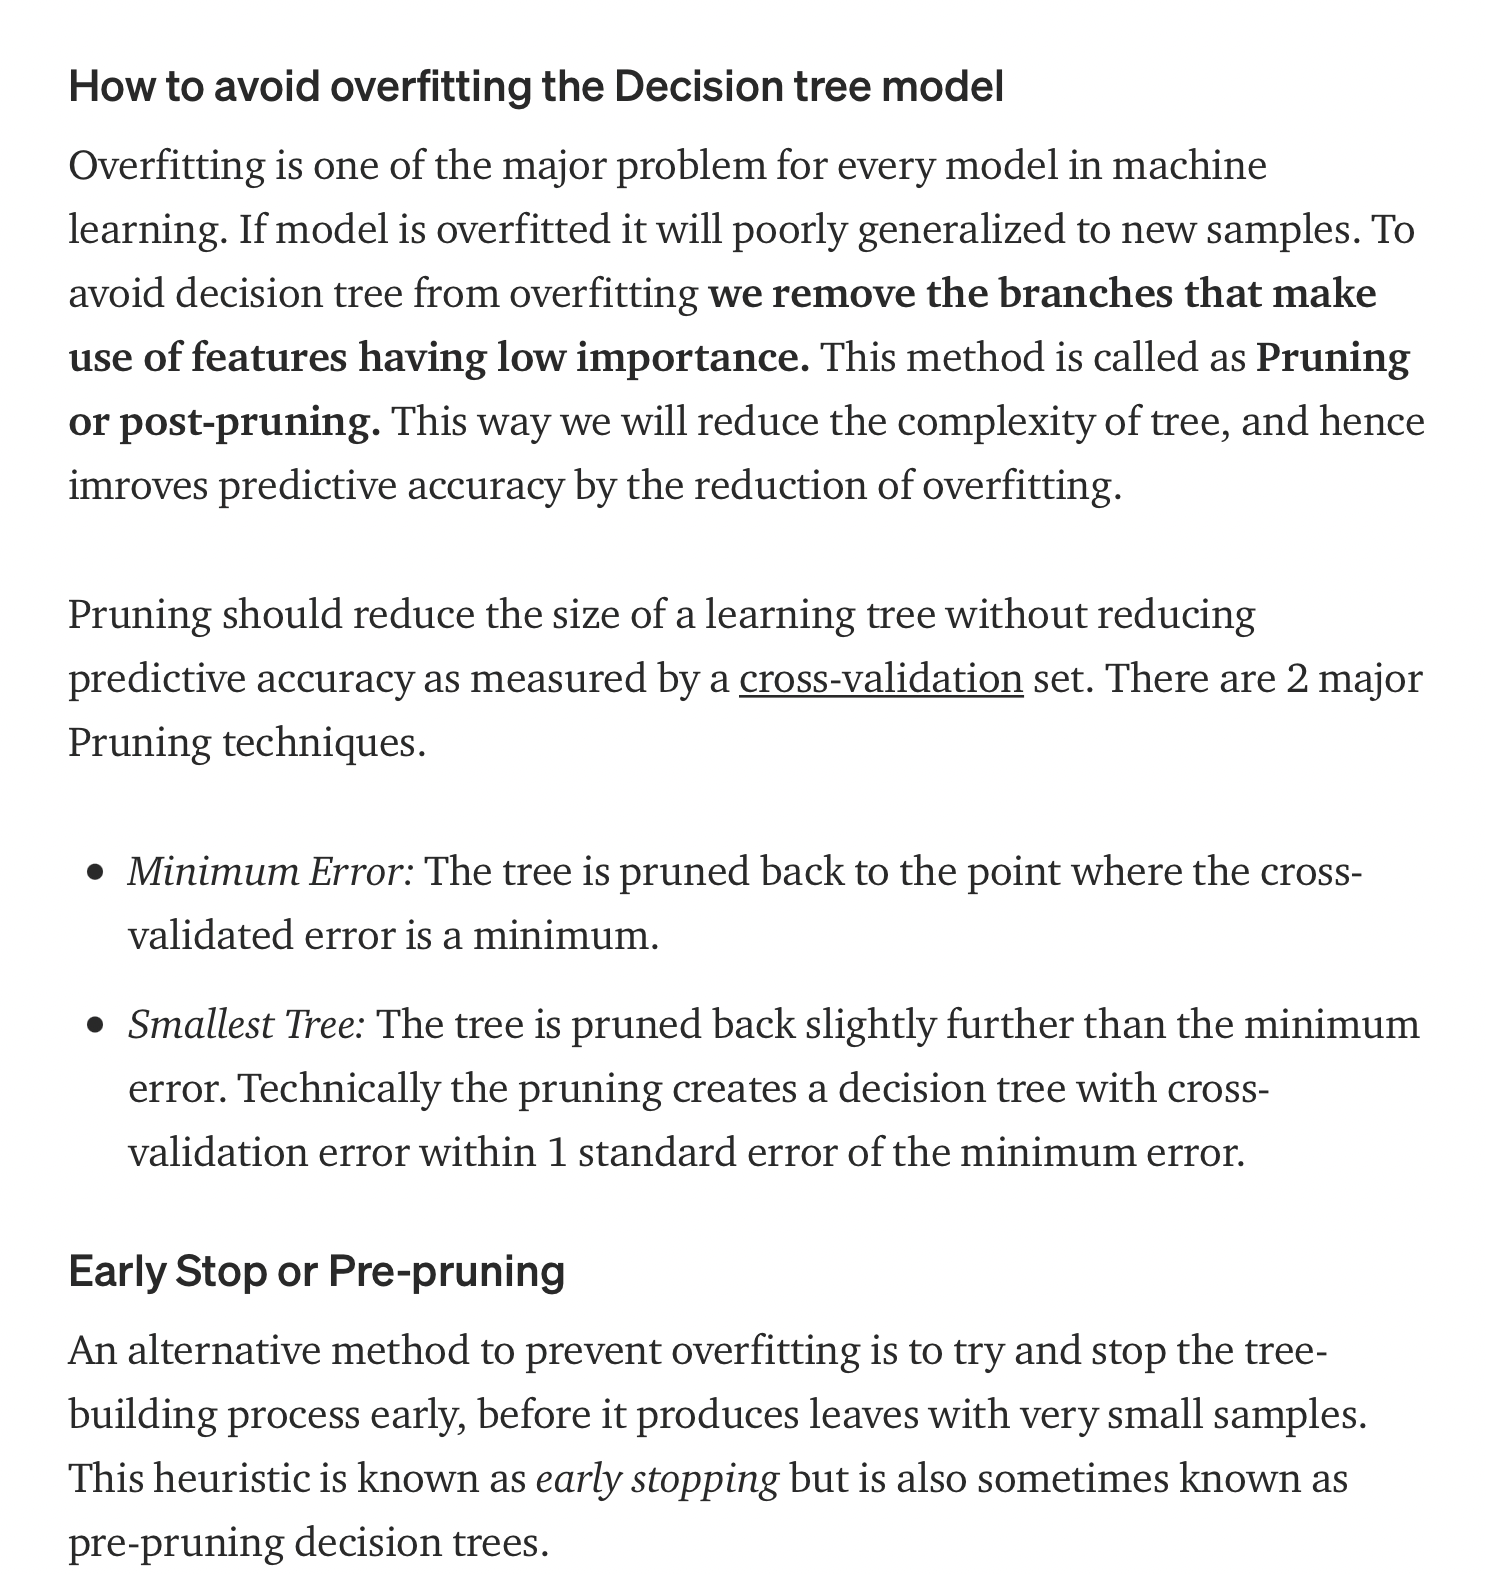 How to avoid overfitting the Decision tree model
Overfitting is one of the major problem for every model in machine
learning. If model is overfitted it will poorly generalized to new samples. To
avoid decision tree from overfitting we remove the branches that make
use of features having low importance. This method is called as Pruning
or post-pruning. This way we will reduce the complexity of tree, and hence
imroves predictive accuracy by the reduction of overfitting.
Pruning should reduce the size of a learning tree without reducing
predictive accuracy as measured by a cross-validation set. There are 2 major
Pruning techniques.
• Minimum Error: The tree is pruned back to the point where the cross-
validated error is a minimum.
• Smallest Tree: The tree is pruned back slightly further than the minimum
error. Technically the pruning creates a decision tree with cross-
validation error within 1 standard error of the minimum error.
Early Stop or Pre-pruning
An alternative method to prevent overfitting is to try and stop the tree-
building process early, before it produces leaves with very small samples.
This heuristic is known as early stopping but is also sometimes known as
pre-pruning decision trees.